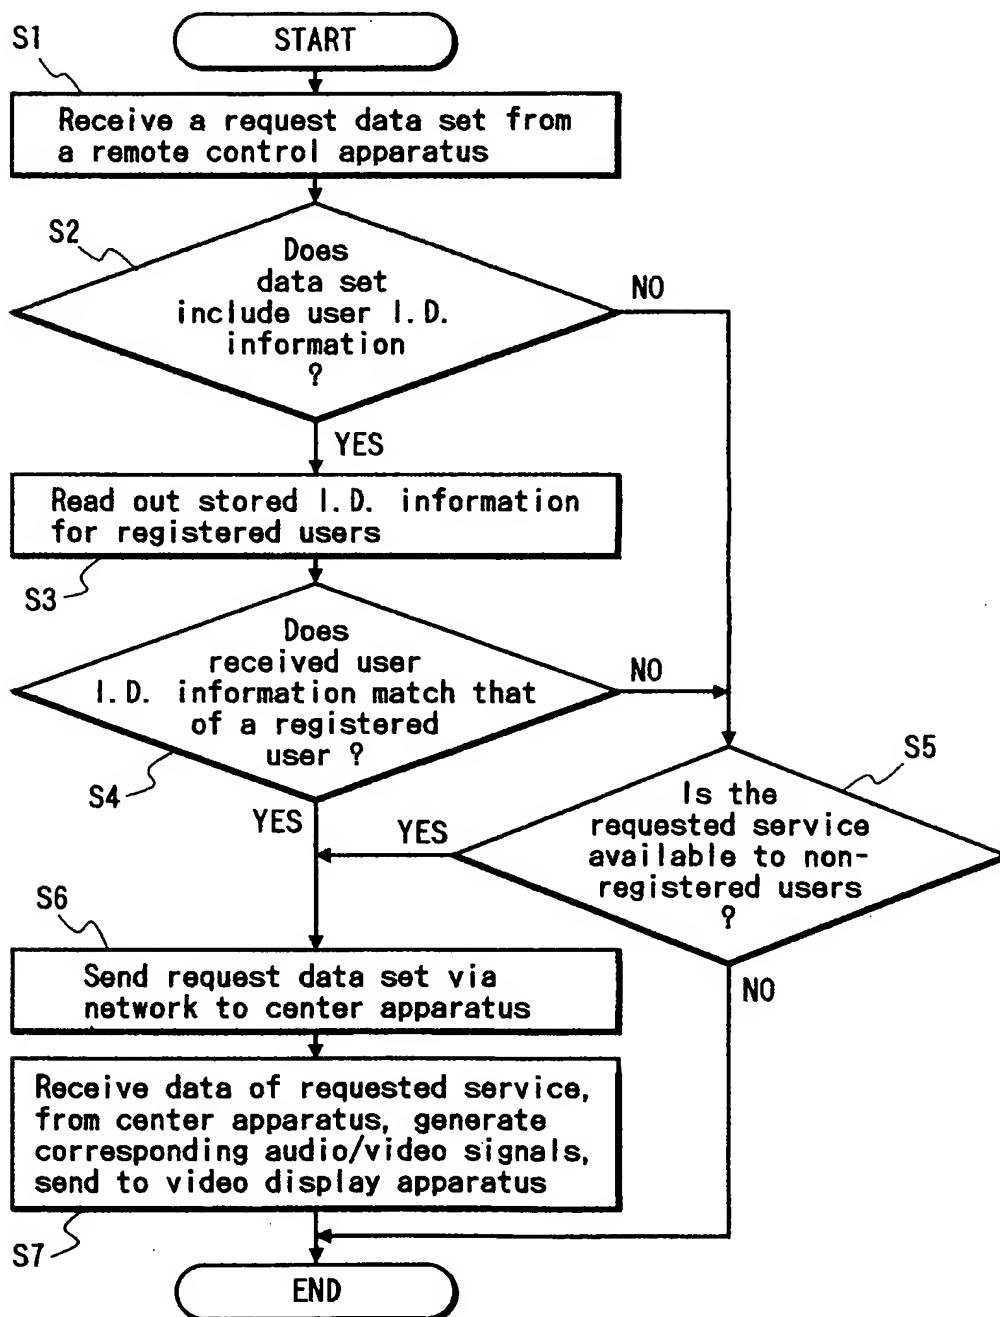 START
S1
Receive a request data set from
a remote control apparatus
S2
Does
data set
include user I.D.
information
?
NO
YES
Read out stored I.D. information
for registered users
S3
Does
received user
I.D. information match that
of a registered
user ?
NO
S4
YES
S5
Is the
requested service
available to non-
registered users
?
YES
NO
S6
Send request data set via
network to center apparatus
Receive data of requested service,
from center apparatus, generate
corresponding audio/video signals,
send to video display apparatus
S7
END